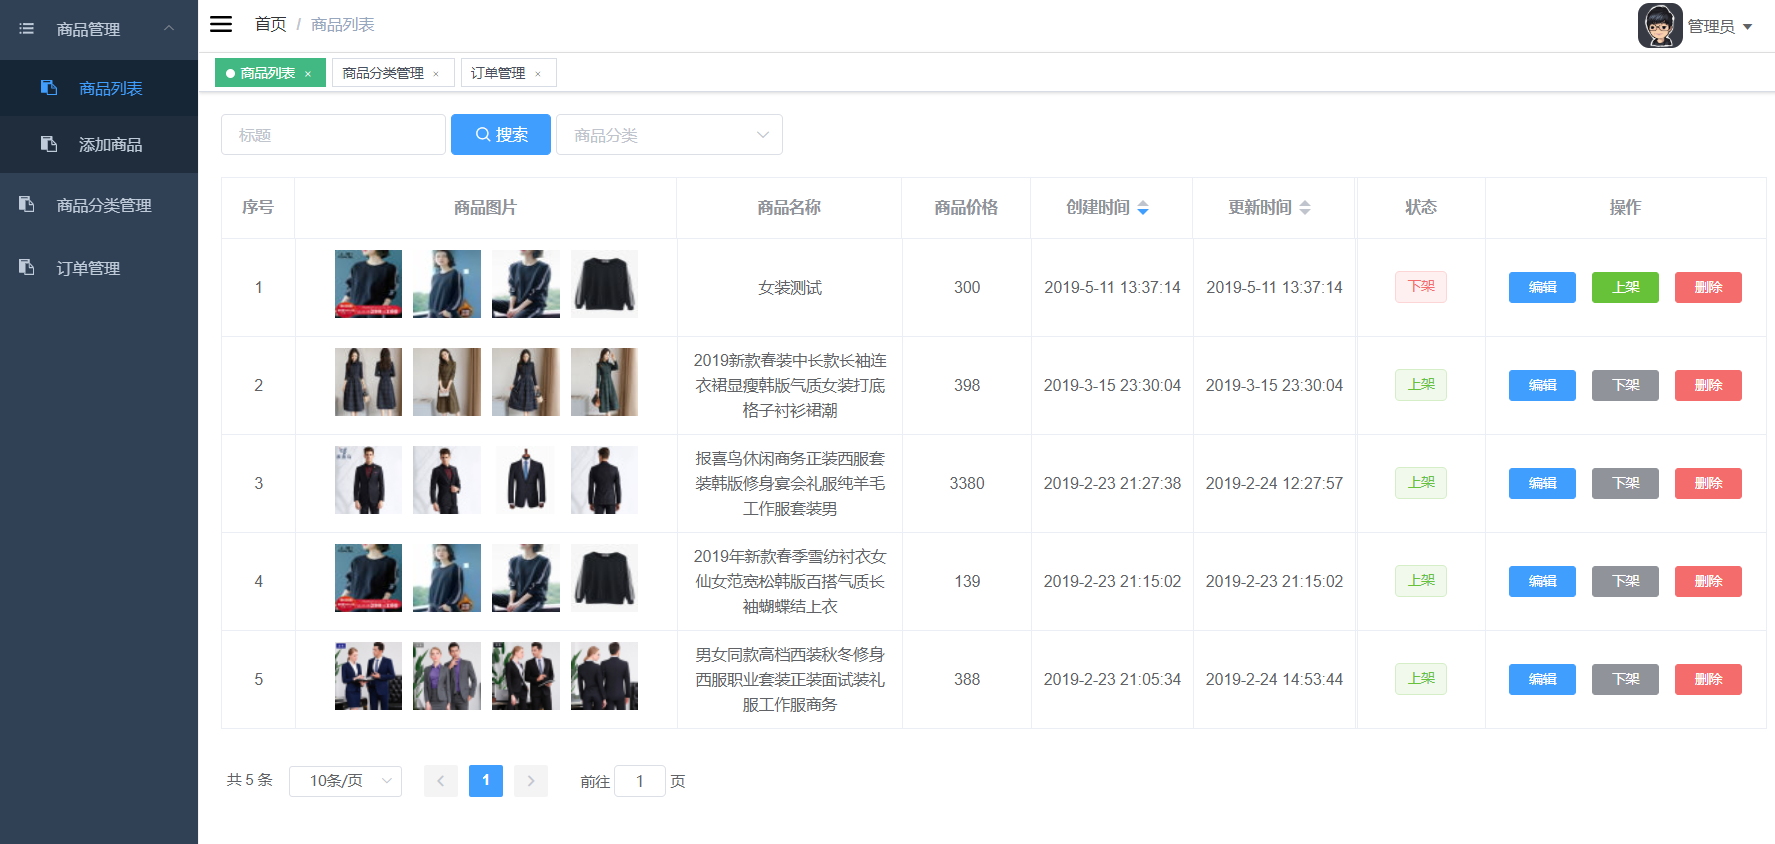 商品管理
商品列表
添加商品
商品分类管理
订单管理
首页 / 商品列表
管理员
商品列表 × 商品分类管理 × 订单管理 ×
标题 搜索 商品分类
序号 商品图片 商品名称 商品价格 创建时间 更新时间 状态 操作
1 女装测试 300 2019-5-11 13:37:14 2019-5-11 13:37:14 下架 编辑 上架 删除
2019新款春装中长款长袖连
2 衣裙显瘦韩版气质女装打底 398 2019-3-15 23:30:04 2019-3-15 23:30:04 上架 编辑 下架 删除
格子衬衫裙潮
报喜鸟休闲商务正装西服套
3 装韩版修身宴会礼服纯羊毛 3380 2019-2-23 21:27:38 2019-2-24 12:27:57 上架 编辑 下架 删除
工作服套装男
2019年新款春季雪纺衬衣女
4 仙女范宽松韩版百搭气质长 139 2019-2-23 21:15:02 2019-2-23 21:15:02 上架 编辑 下架 删除
袖蝴蝶结上衣
男女同款高档西装秋冬修身
5 西服职业套装正装面试装礼 388 2019-2-23 21:05:34 2019-2-24 14:53:44 上架 编辑 下架 删除
服工作服商务
共 5 条 10条/页 1 前往 1 页